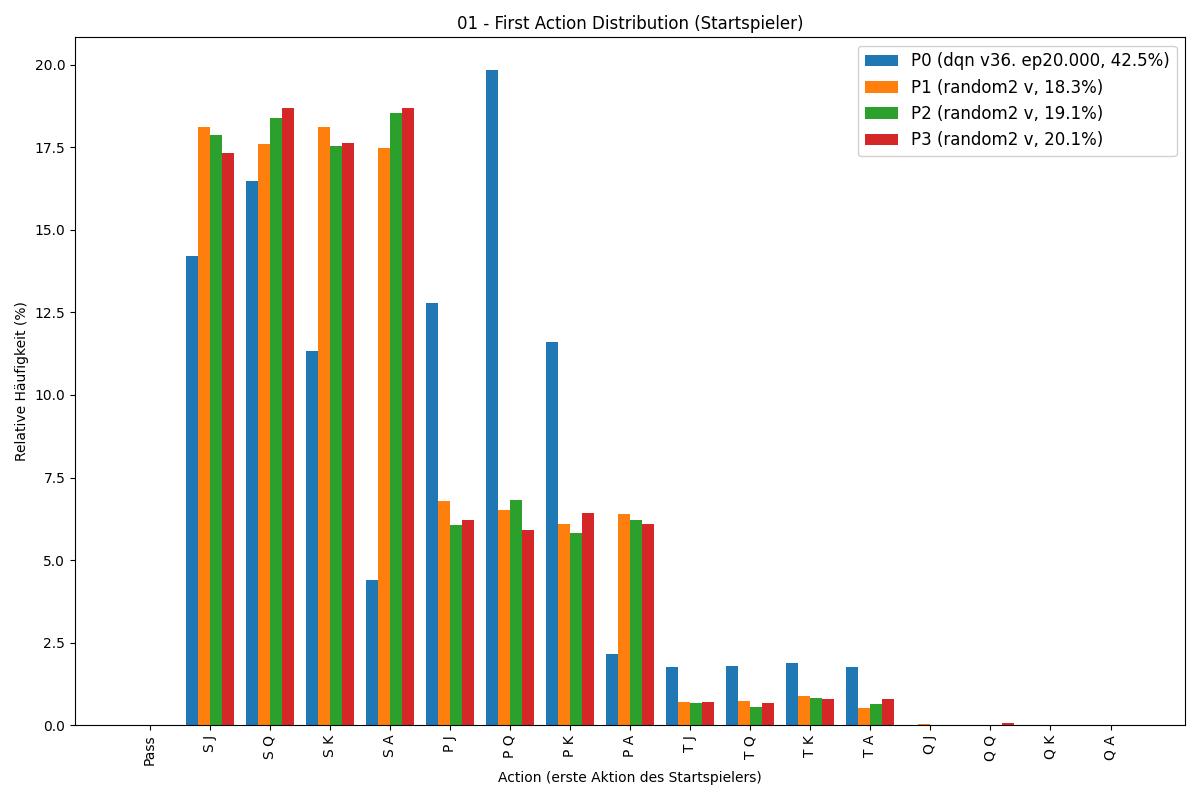 01 - First Action Distribution (Startspieler)
P0 (dqn v36. ep20.000, 42.5%)
P1 (random2 v, 18.3%)
P2 (random2 v, 19.1%)
P3 (random2 v, 20.1%)
Relative Häufigkeit (%)
20.0
17.5
15.0
12.5
10.0
7.5
5.0
2.5
0.0
Pass
S J
S Q
S K
S A
P J
P Q
P K
P A
T J
T Q
T K
T A
Q J
Q Q
Q K
Q A
Action (erste Aktion des Startspielers)